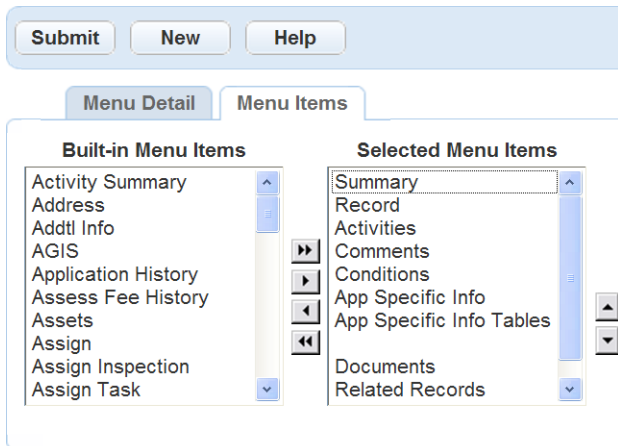 Submit New Help
Menu Detail Menu Items
Built-in Menu Items
Activity Summary
Address
Addtl Info
AGIS
Application History
Assess Fee History
Assets
Assign
Assign Inspection
Assign Task
Selected Menu Items
Summary
Record
Activities
Comments
Conditions
App Specific Info
App Specific Info Tables
Documents
Related Records